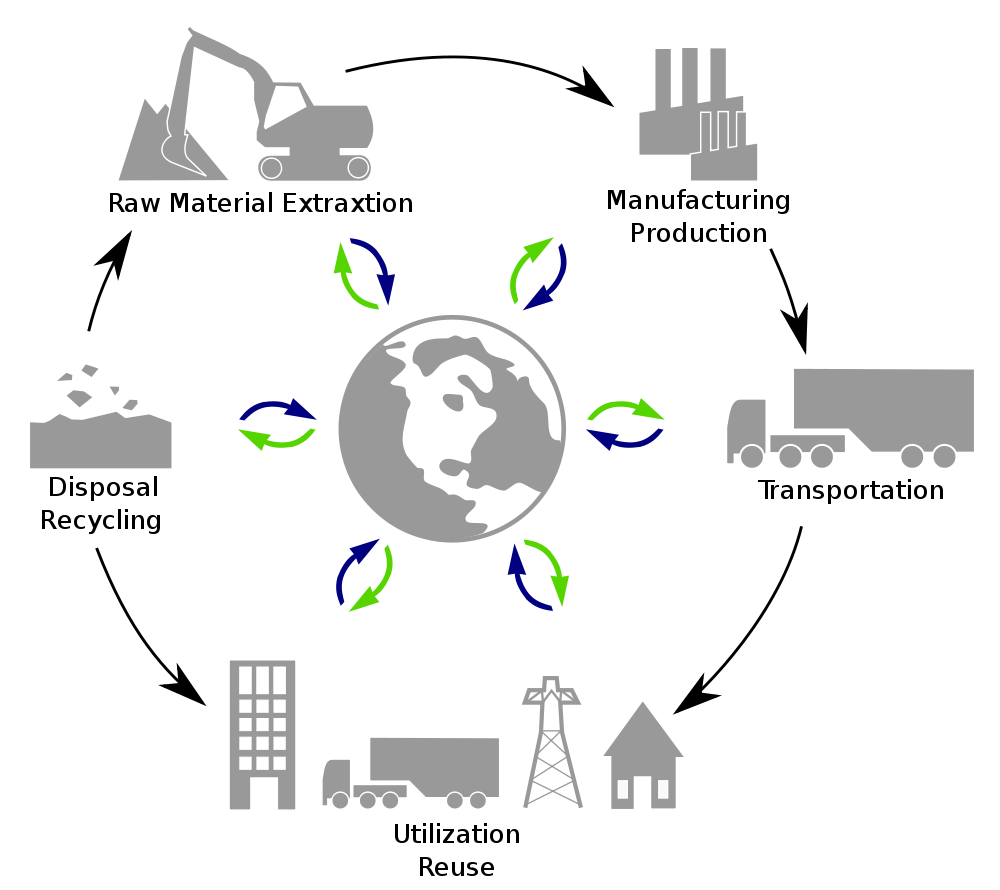 Raw Material Extraxtion
Manufacturing
Production
Disposal
Recycling
Transportation
Utilization
Reuse